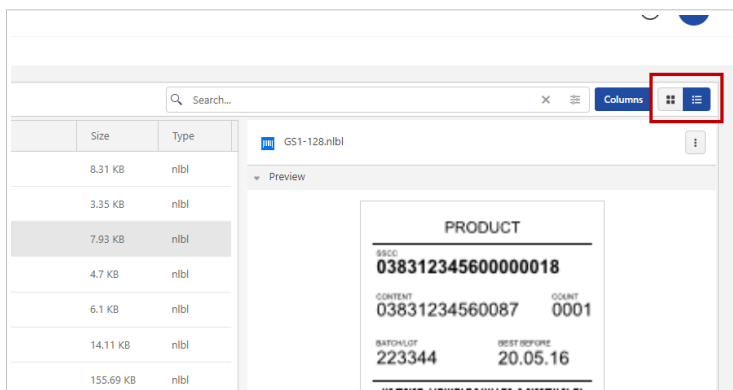 Search...
Columns
Size Type
8.31 KB nlbl
3.35 KB nlbl
7.93 KB nlbl
4.7 KB nlbl
6.1 KB nlbl
14.11 KB nlbl
155.69 KB nlbl
GS1-128.nlbl
Preview
PRODUCT
SSCC
038312345600000018
CONTENT COUNT
03831234560087 0001
BATCH/LOT BEST BEFORE
223344 20.05.16